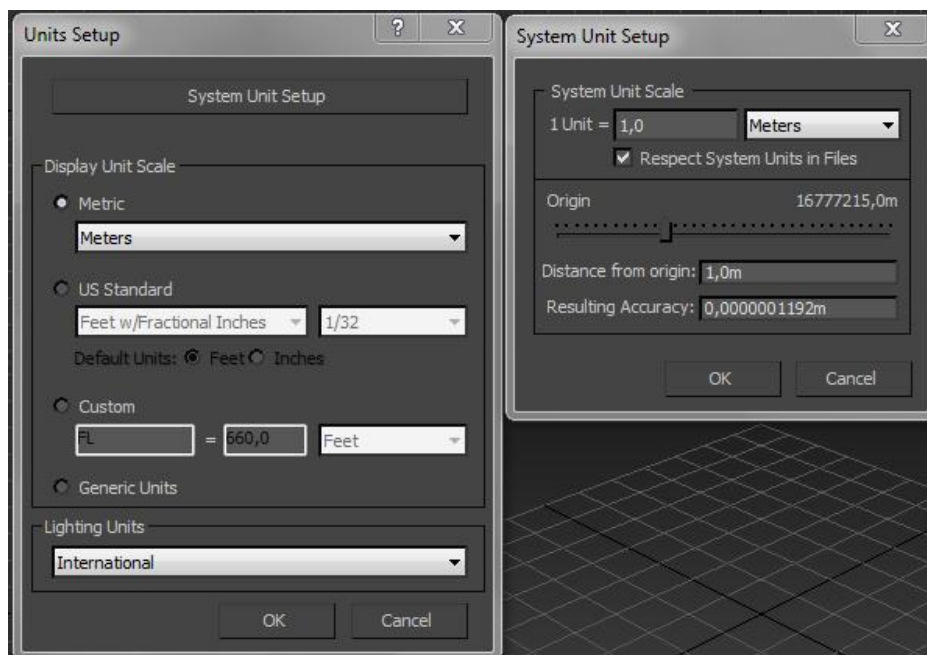 Units Setup
System Unit Setup
Display Unit Scale
Metric
Meters
US Standard
Feet w/Fractional Inches 1/32
Default Units: Feet Inches
Custom
FL = 660,0 Feet
Generic Units
Lighting Units
International
OK Cancel
System Unit Setup
System Unit Scale
1 Unit = 1,0 Meters
Respect System Units in Files
Origin 16777215,0m
Distance from origin: 1,0m
Resulting Accuracy: 0,0000001192m
OK Cancel